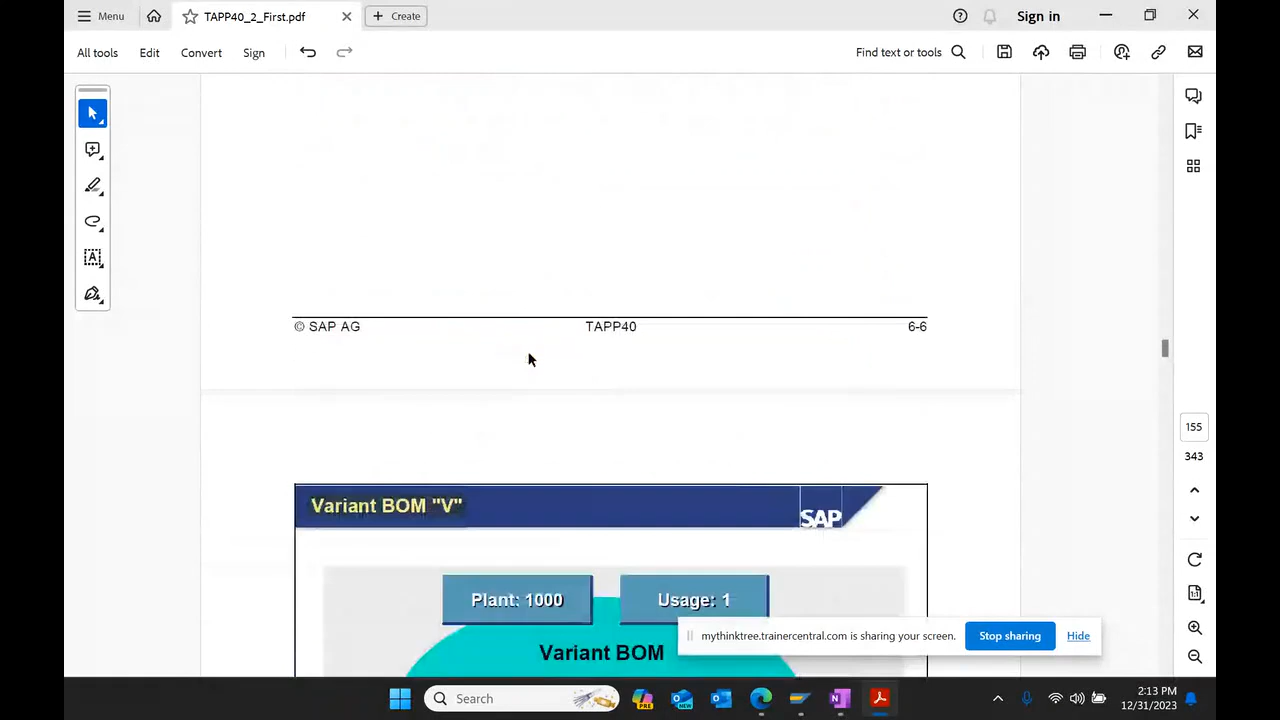 Menu
TAPP40_2_First.pdf
Create
Sign in
All tools
Edit
Convert
Sign
Find text or tools
© SAP AG
TAPP40
6-6
155
343
Variant BOM "V"
SAP
Plant: 1000
Usage: 1
Variant BOM
mythinktree.trainercentral.com is sharing your screen.
Stop sharing
Hide
Search
PRE
NEW
2:13 PM
12/31/2023